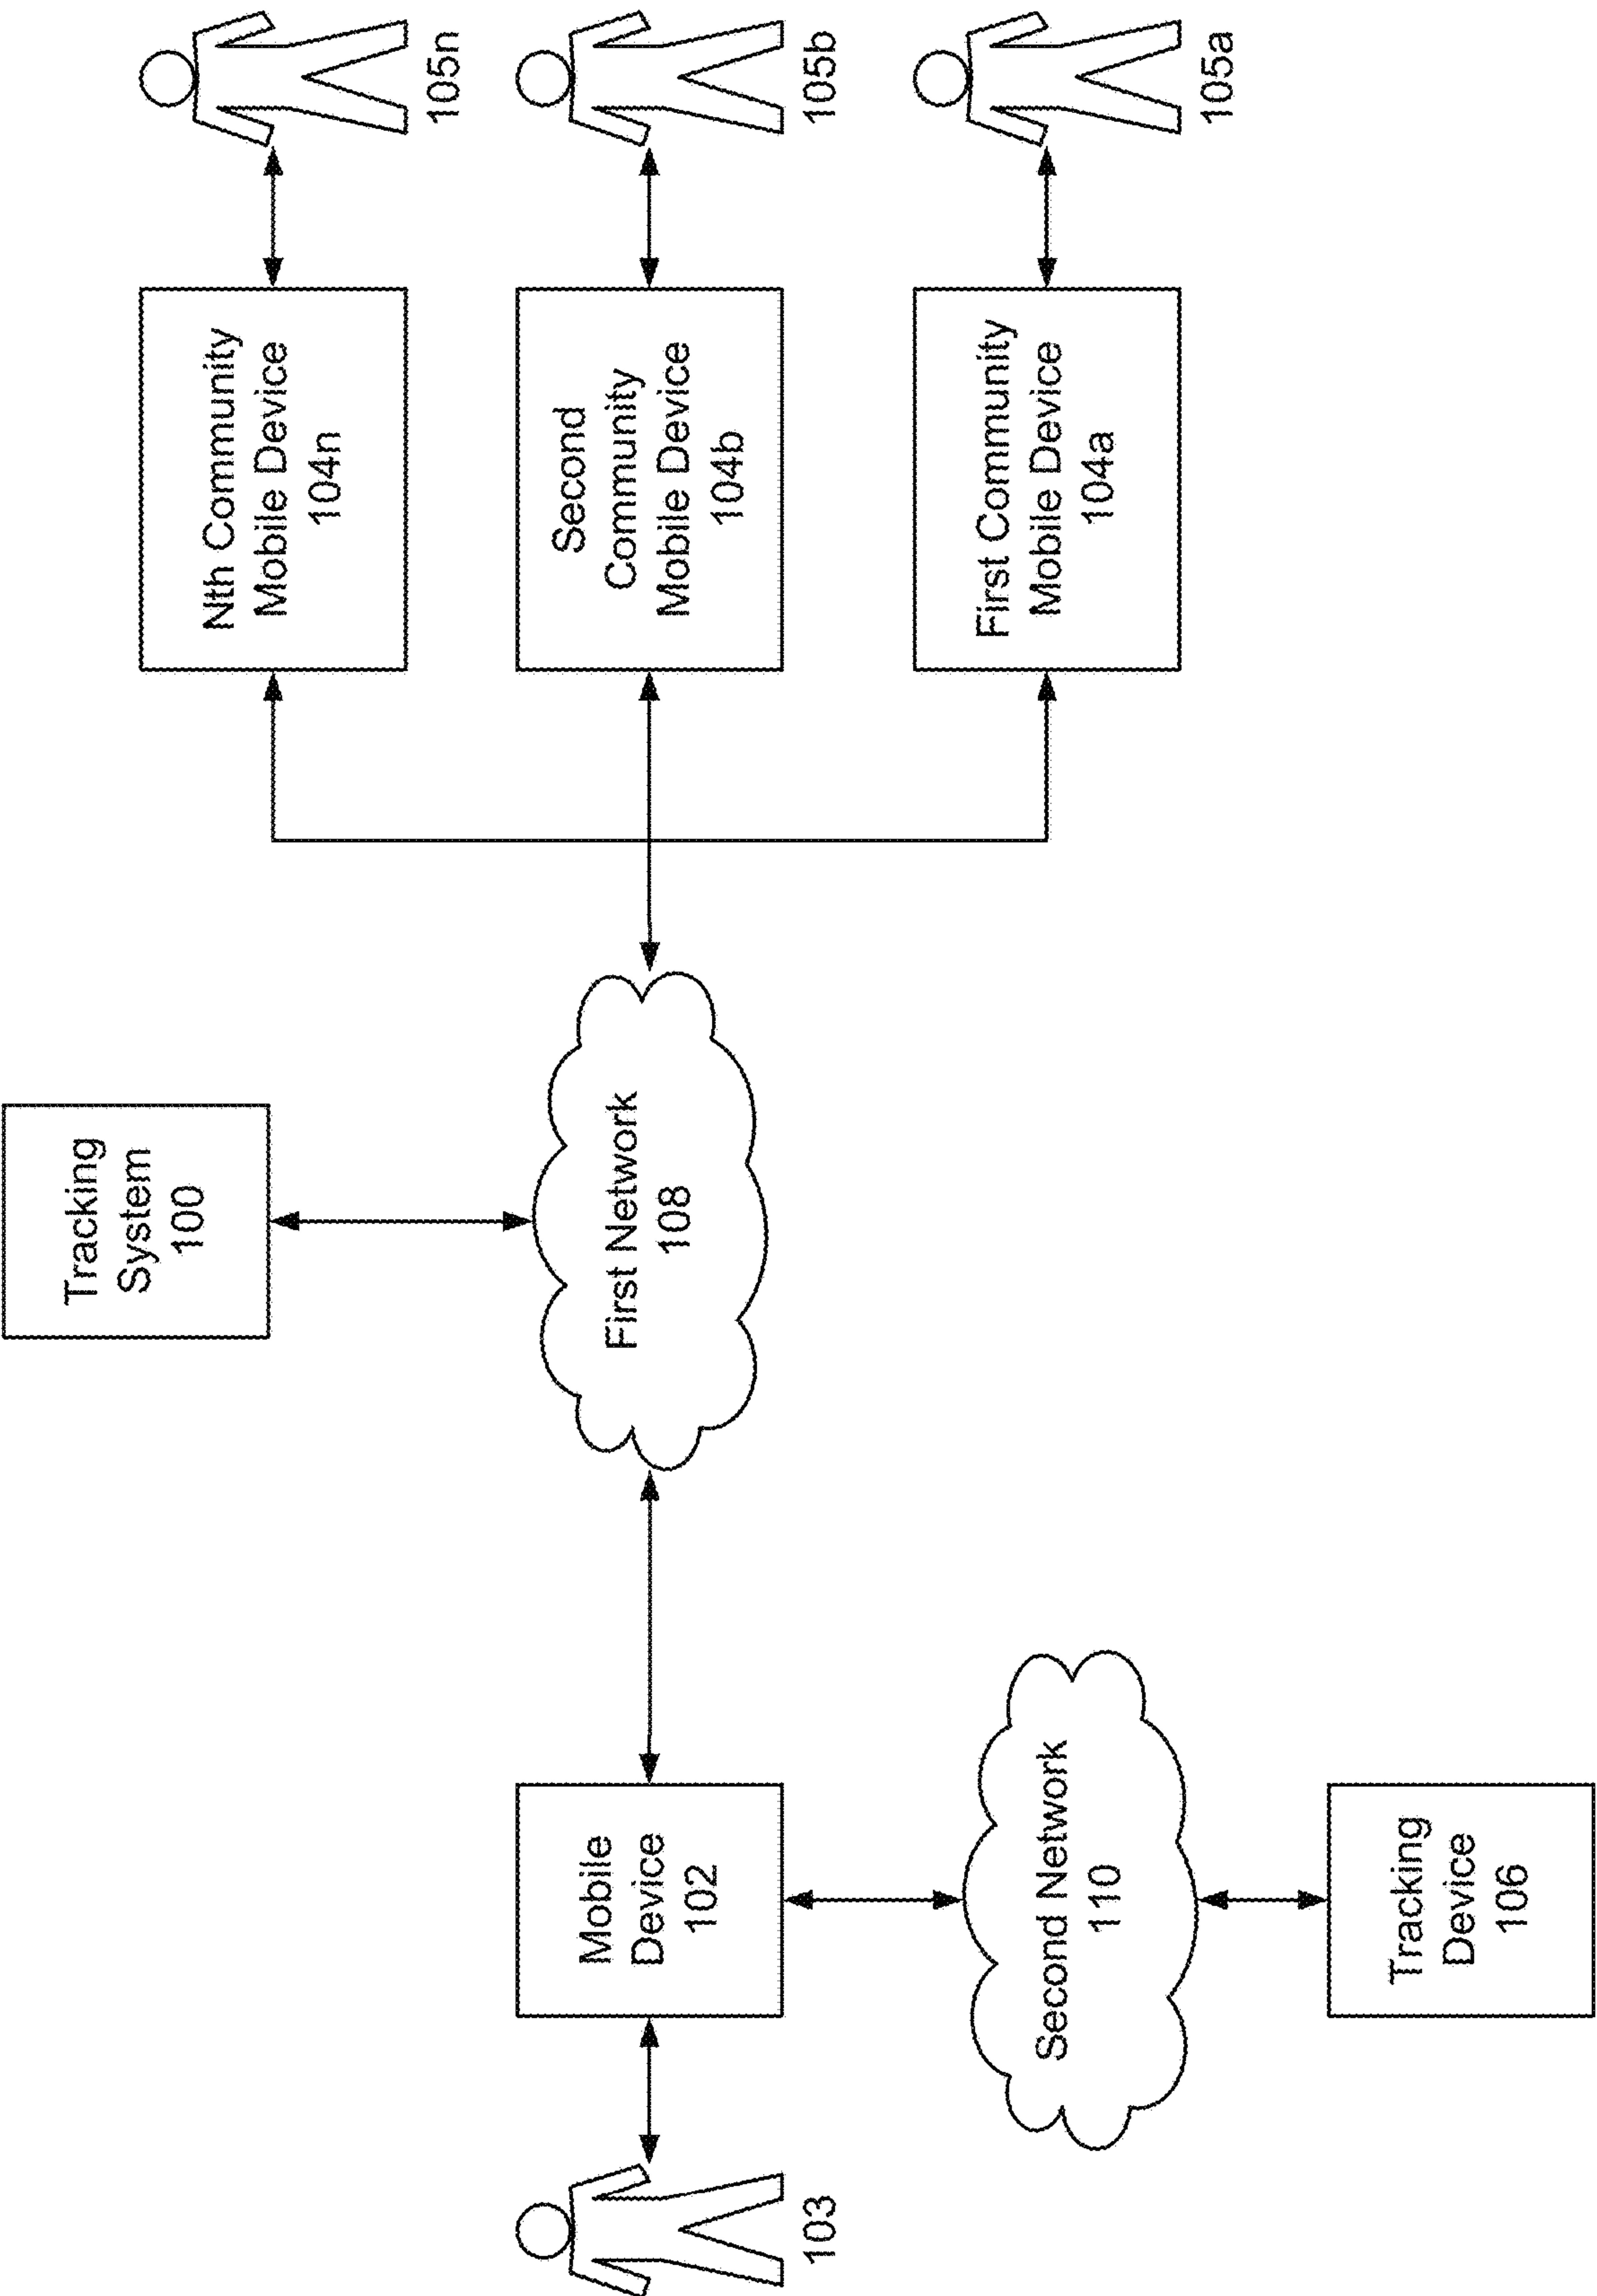 Tracking
System
100
103
Mobile
Device
102
First Network
108
Nth Community
Mobile Device
104n
105n
Second
Community
Mobile Device
104b
105b
First Community
Mobile Device
104a
105a
Second Network
110
Tracking
Device
106